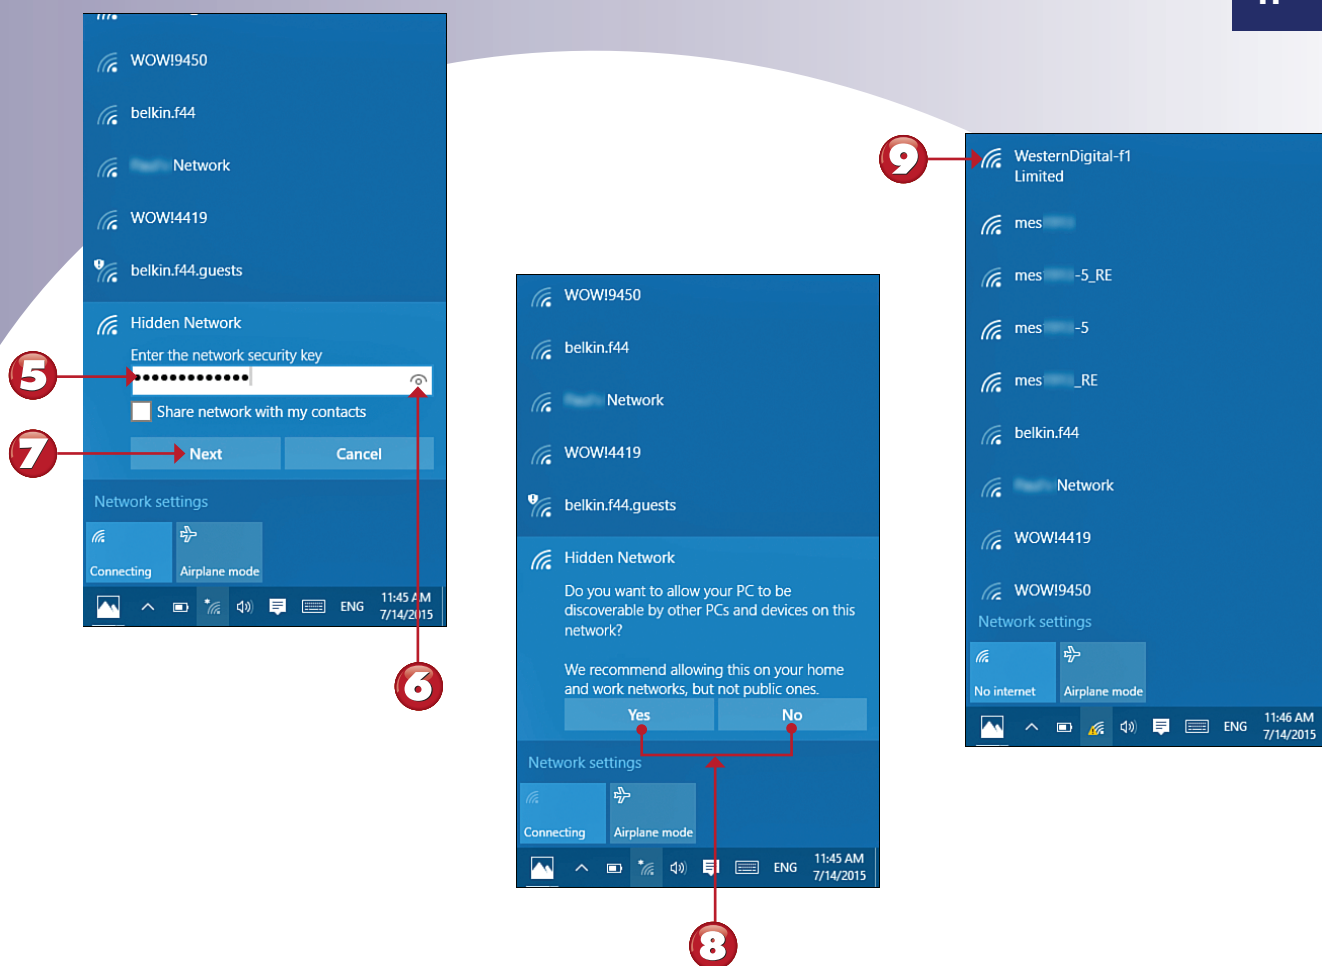 WOW!9450
belkin.f44
Network
WOW!4419
belkin.f44.guests
Hidden Network
Enter the network security key
Share network with my contacts
Next Cancel
Network settings
Connecting Airplane mode
ENG 11:45 AM
7/14/2015
5
6
7
WOW!9450
belkin.f44
Network
WOW!4419
belkin.f44.guests
Hidden Network
Do you want to allow your PC to be
discoverable by other PCs and devices on this
network?
We recommend allowing this on your home
and work networks, but not public ones.
Yes No
Network settings
Connecting Airplane mode
ENG 11:45 AM
7/14/2015
8
9
WesternDigital-f1
Limited
mes
mes -5_RE
mes -5
mes _RE
belkin.f44
Network
WOW!4419
WOW!9450
Network settings
No internet Airplane mode
ENG 11:46 AM
7/14/2015